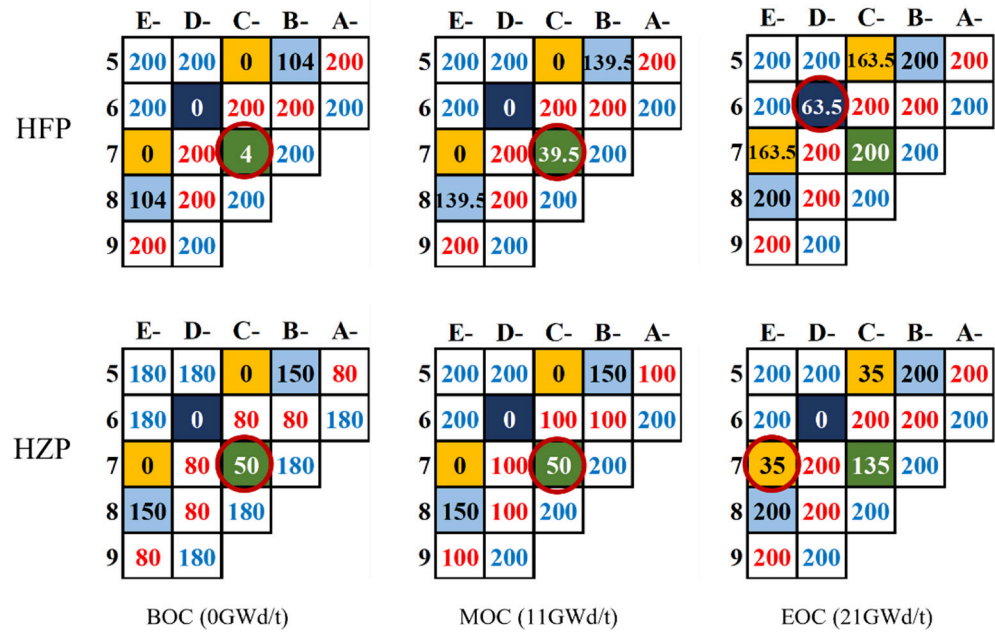 E- D- C- B- A-
5 200 200 0 104 200
6 200 0 200 200 200
7 0 200 4 200
8 104 200 200
9 200 200
HFP
E- D- C- B- A-
5 200 200 0 139.5 200
6 200 0 200 200 200
7 0 200 39.5 200
8 139.5 200 200
9 200 200
E- D- C- B- A-
5 200 200 163.5 200 200
6 200 63.5 200 200 200
7 163.5 200 200 200
8 200 200 200
9 200 200
E- D- C- B- A-
5 180 180 0 150 80
6 180 0 80 80 180
7 0 80 50 180
8 150 80 180
9 80 180
HZP
E- D- C- B- A-
5 200 200 0 150 100
6 200 0 100 100 200
7 0 100 50 200
8 150 100 200
9 100 200
E- D- C- B- A-
5 200 200 35 200 200
6 200 0 200 200 200
7 35 200 135 200
8 200 200 200
9 200 200
BOC (0GWd/t)
MOC (11GWd/t)
EOC (21GWd/t)